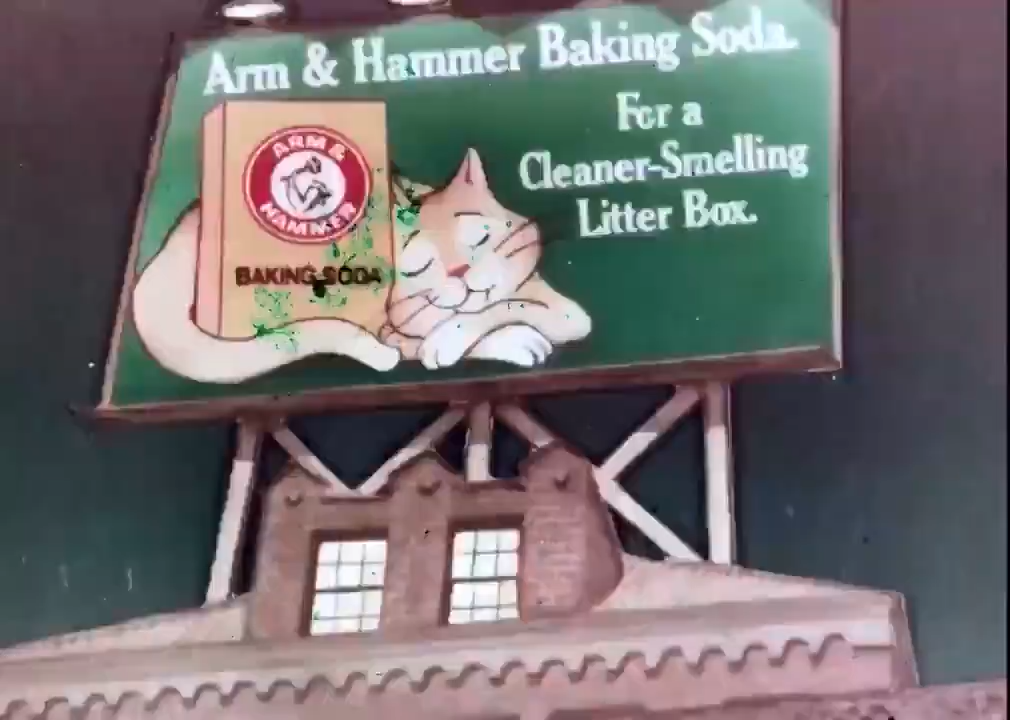 Arm & Hammer Baking Soda.
For a
Cleaner-Smelling
Litter Box.
ARM &
HAMMER
BAKING SODA